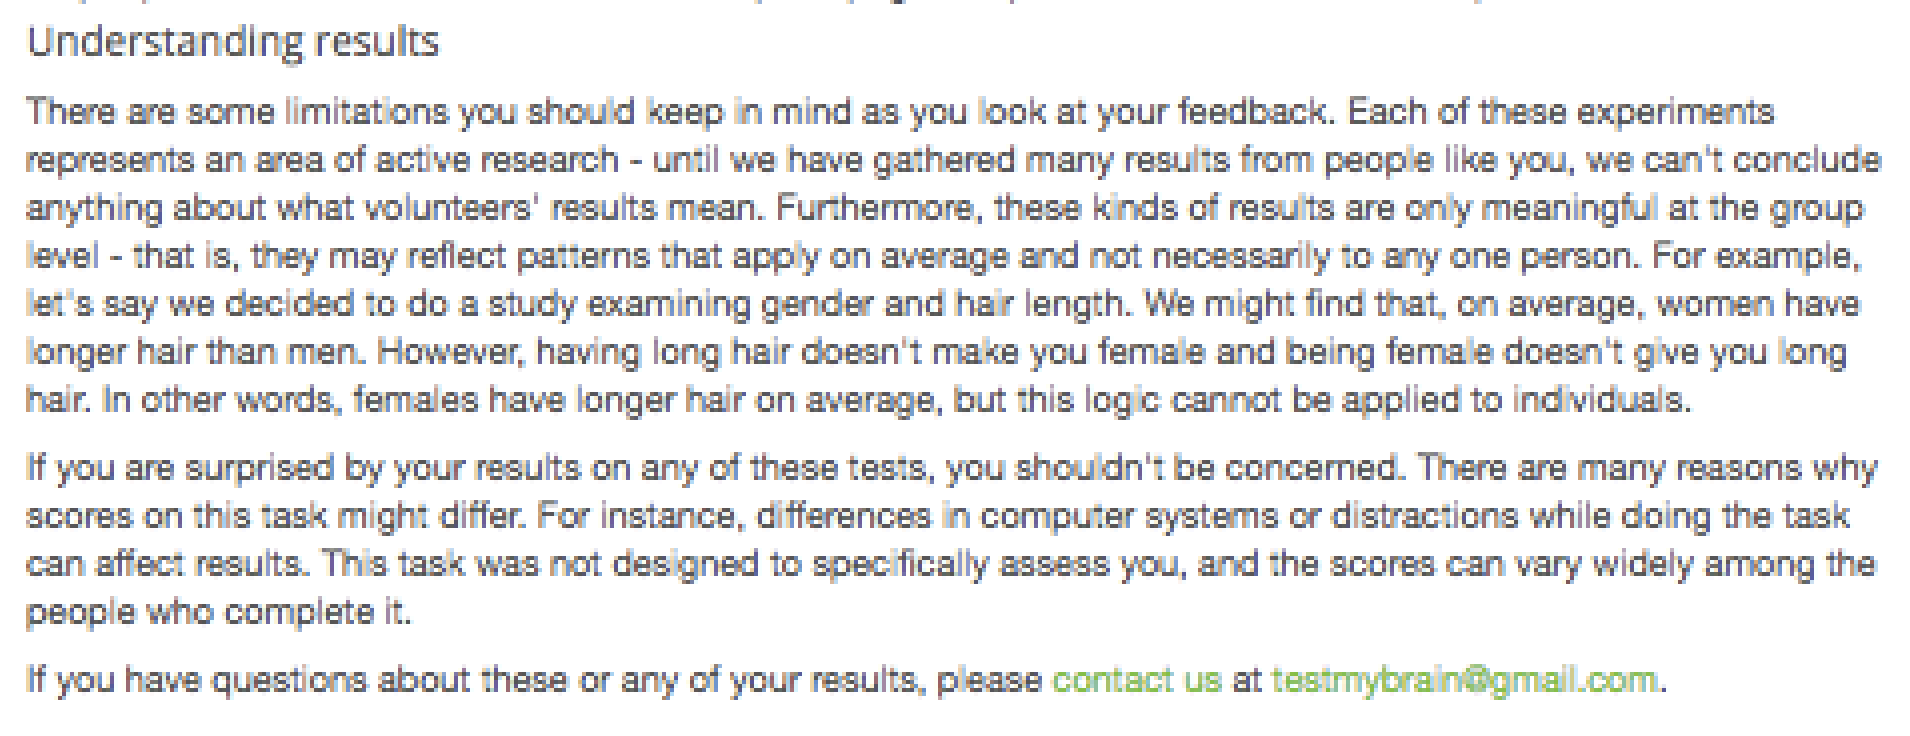 Understanding results
There are some limitations you should keep in mind as you look at your feedback. Each of these experiments
represents an area of active research - until we have gathered many results from people like you, we can't conclude
anything about what volunteers' results mean. Furthermore, these kinds of results are only meaningful at the group
level - that is, they may reflect patterns that apply on average and not necessarily to any one person. For example,
let's say we decided to do a study examining gender and hair length. We might find that, on average, women have
longer hair than men. However, having long hair doesn't make you female and being female doesn't give you long
hair. In other words, females have longer hair on average, but this logic cannot be applied to individuals.
If you are surprised by your results on any of these tests, you shouldn't be concerned. There are many reasons why
scores on this task might differ. For instance, differences in computer systems or distractions while doing the task
can affect results. This task was not designed to specifically assess you, and the scores can vary widely among the
people who complete it.
If you have questions about these or any of your results, please contact us at testmybrain@gmail.com.